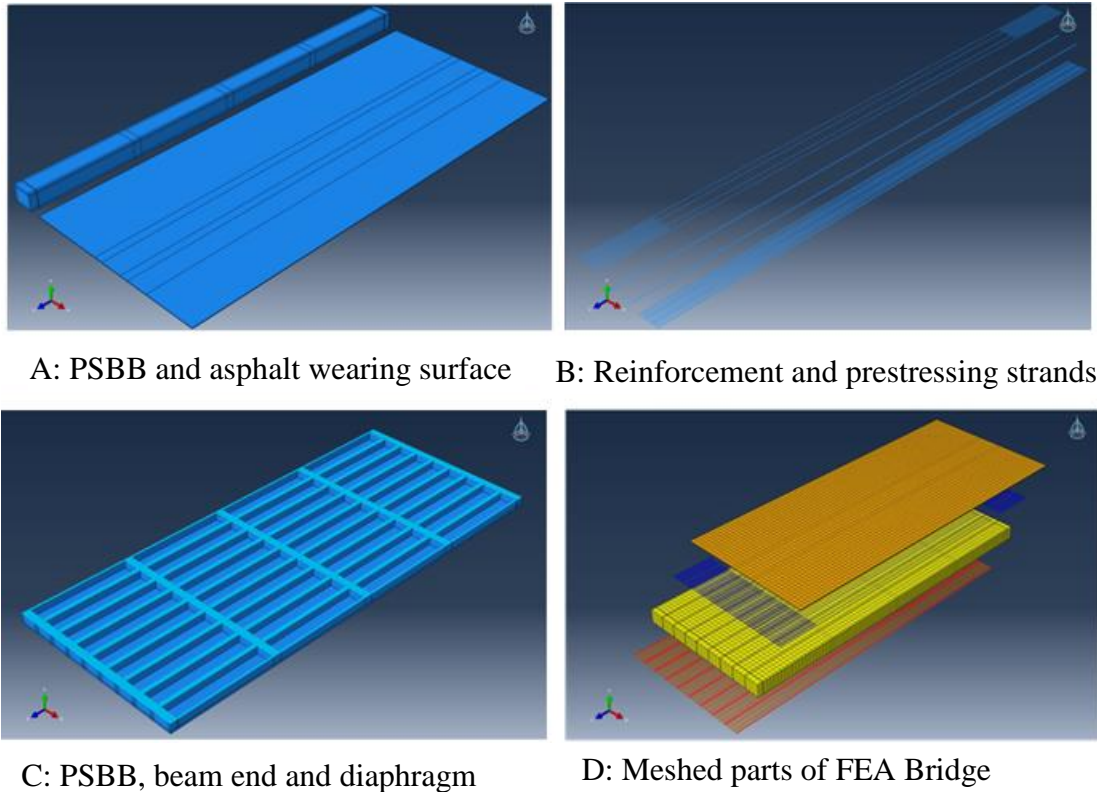 A: PSBB and asphalt wearing surface
B: Reinforcement and prestressing strands
C: PSBB, beam end and diaphragm
D: Meshed parts of FEA Bridge